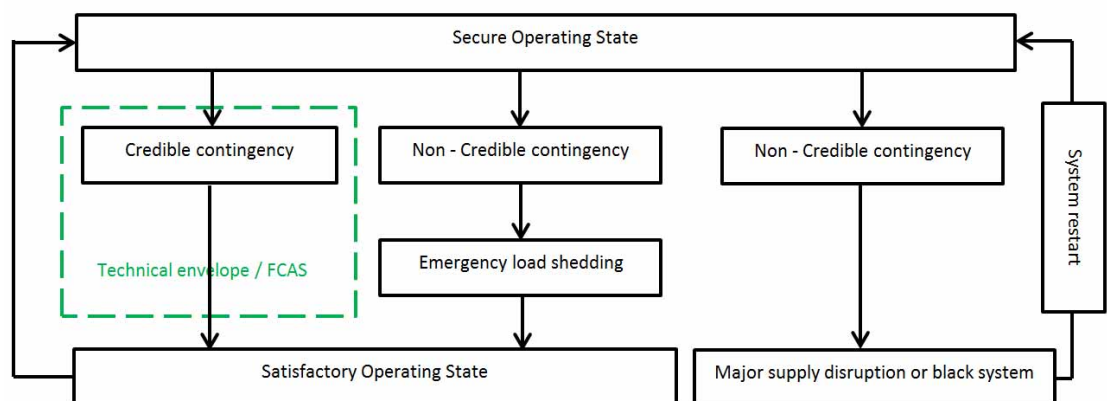 Secure Operating State
Credible contingency
Non - Credible contingency
Non - Credible contingency
System restart
Technical envelope / FCAS
Emergency load shedding
Satisfactory Operating State
Major supply disruption or black system